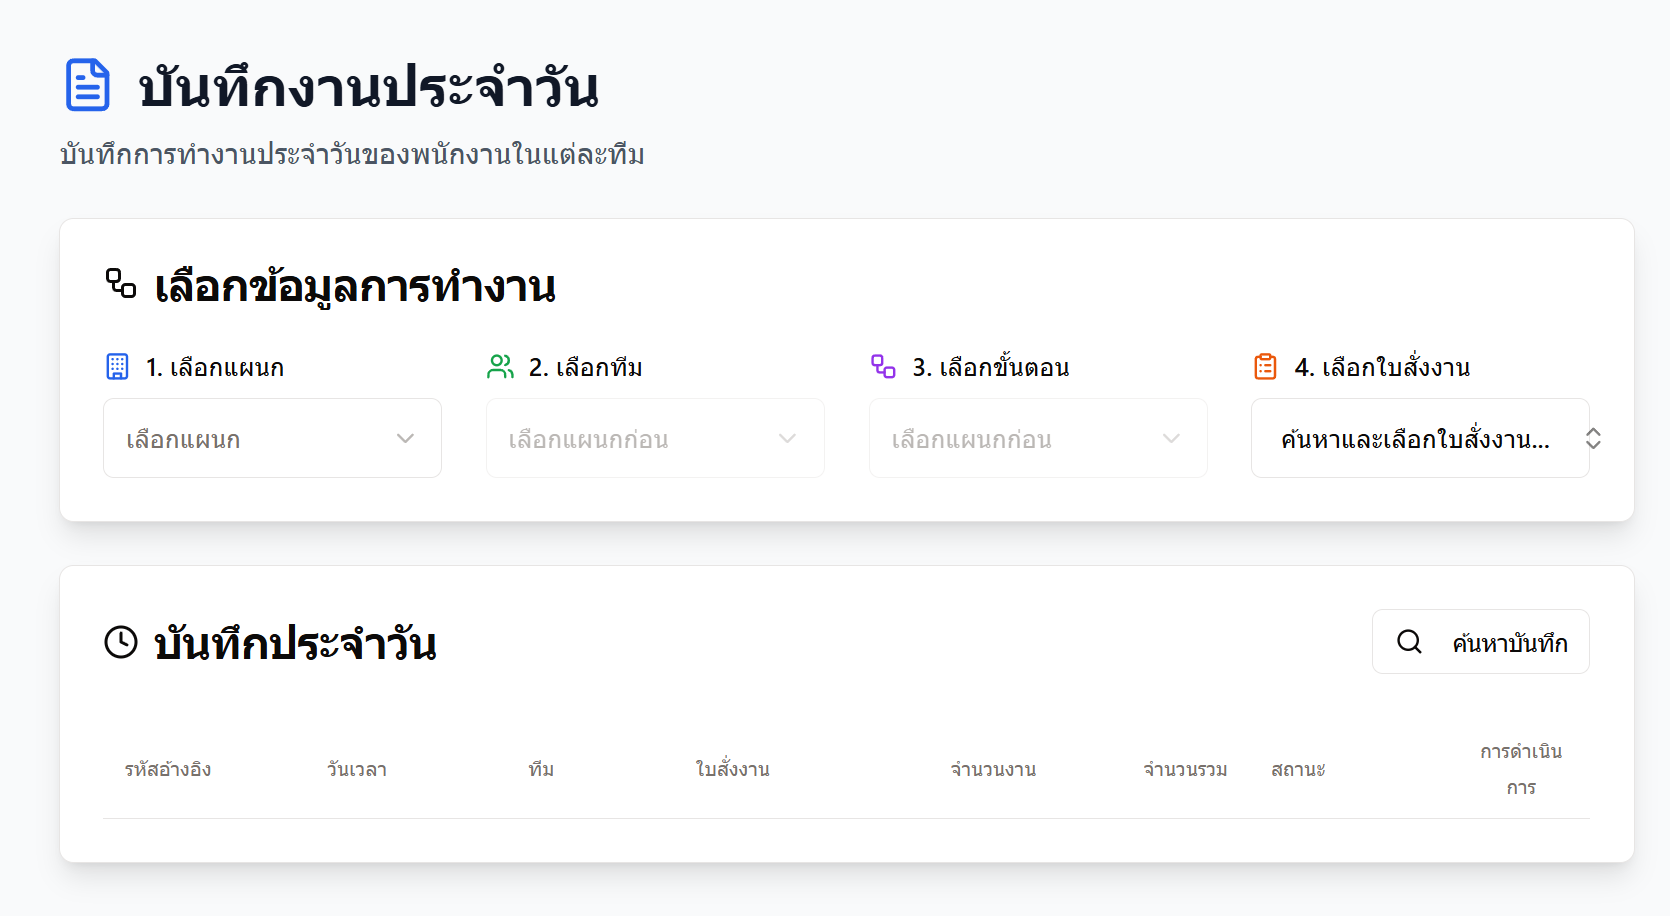 บันทึกงานประจำวัน
บันทึกการทำงานประจำวันของพนักงานในแต่ละทีม
เลือกข้อมูลการทำงาน
1. เลือกแผนก
2. เลือกทีม
3. เลือกขั้นตอน
4. เลือกใบสั่งงาน
เลือกแผนก
เลือกแผนกก่อน
เลือกแผนกก่อน
ค้นหาและเลือกใบสั่งงาน...
บันทึกประจำวัน
ค้นหาบันทึก
รหัสอ้างอิง
วันเวลา
ทีม
ใบสั่งงาน
จำนวนงาน
จำนวนรวม
สถานะ
การดำเนิน
การ